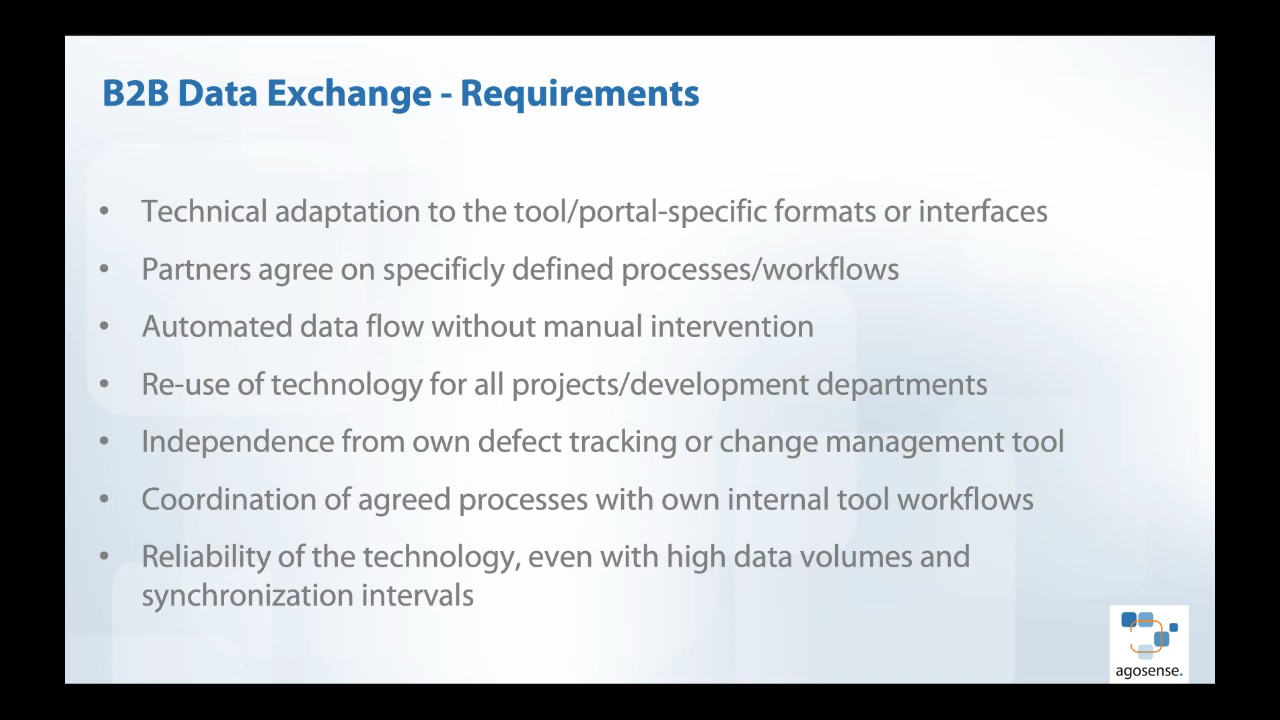 B2B Data Exchange - Requirements
• Technical adaptation to the tool/portal-specific formats or interfaces
• Partners agree on specificly defined processes/workflows
• Automated data flow without manual intervention
• Re-use of technology for all projects/development departments
• Independence from own defect tracking or change management tool
• Coordination of agreed processes with own internal tool workflows
• Reliability of the technology, even with high data volumes and
synchronization intervals
agosense.